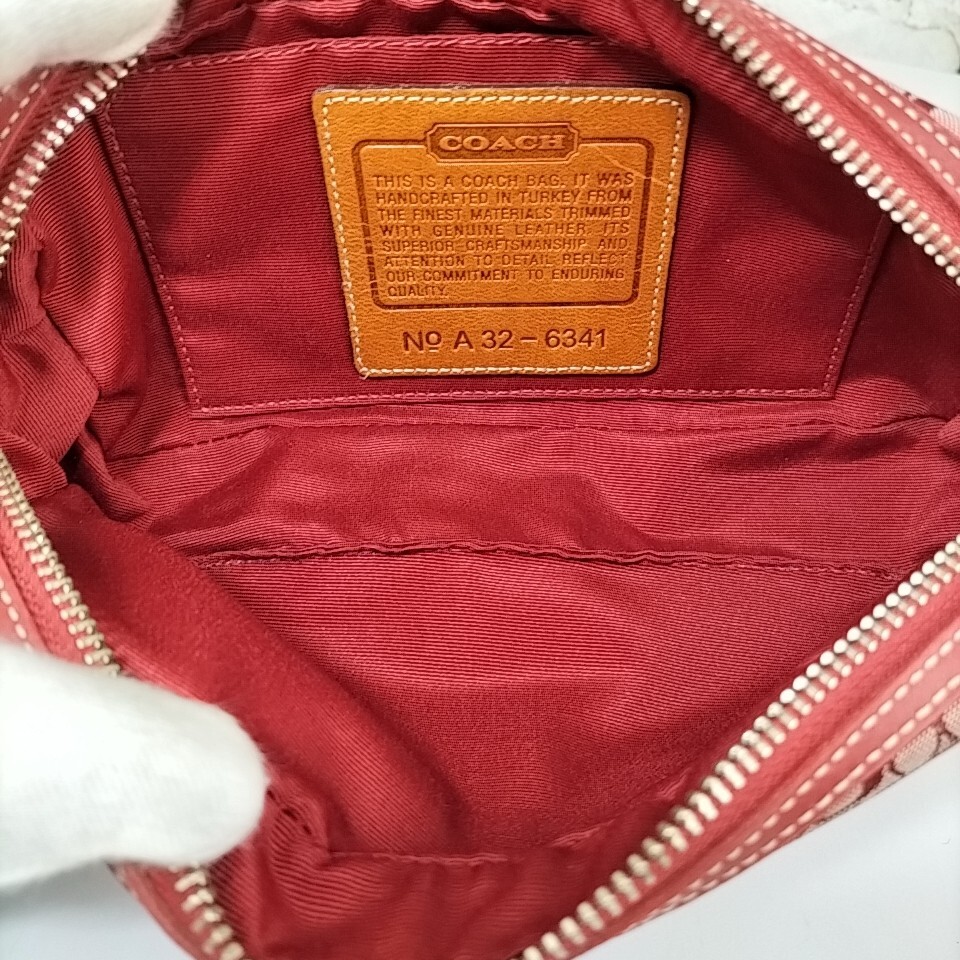 COACH
THIS IS A COACH BAG. IT WAS
HANDCRAFTED IN TURKEY FROM
THE FINEST MATERIALS TRIMMED
WITH GENUINE LEATHER. ITS
SUPERIOR CRAFTSMANSHIP AND
ATTENTION TO DETAIL REFLECT
OUR COMMITMENT TO ENDURING
QUALITY.
Nº A 32-6341